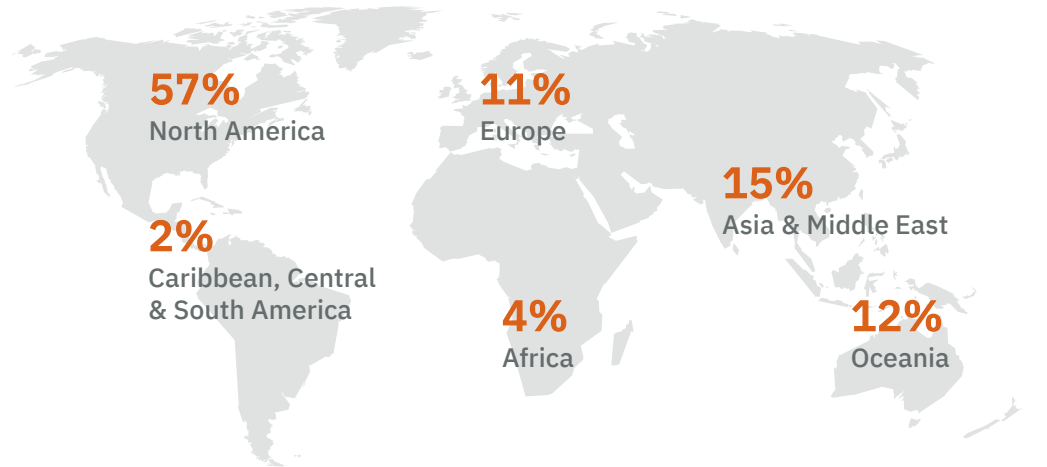 57%
North America
11%
Europe
15%
Asia & Middle East
2%
Caribbean, Central
& South America
4%
Africa
12%
Oceania